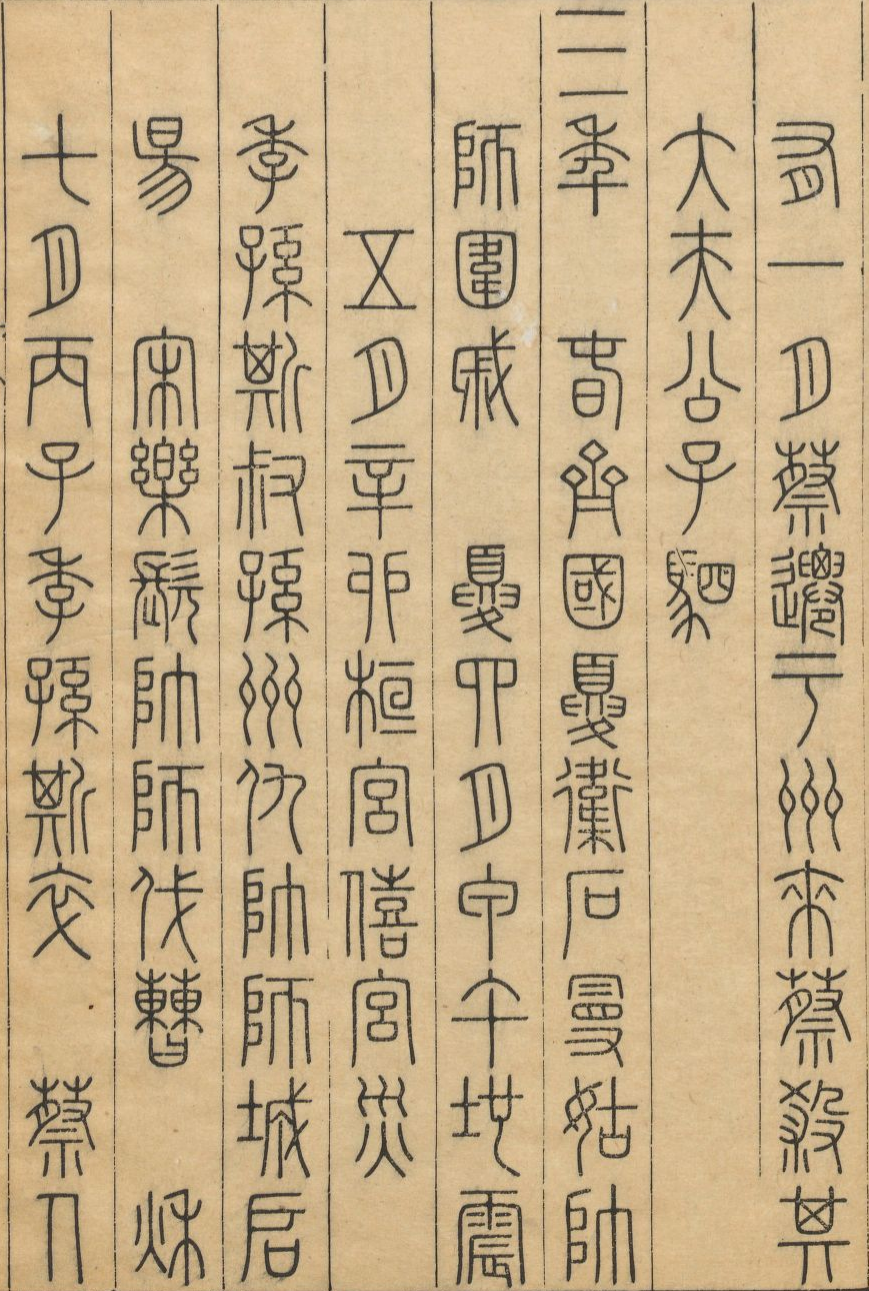 有一月蔡遷于州來蔡殺其
大夫公子駟
三年春齊國夏衛石曼姑帥
師圍戚夏四月甲午地震
五月辛卯桓宮僖宮災
季孫斯叔孫州仇帥師城启
昜宋樂髡帥師伐曹秋
七月丙子季孫斯卒蔡人